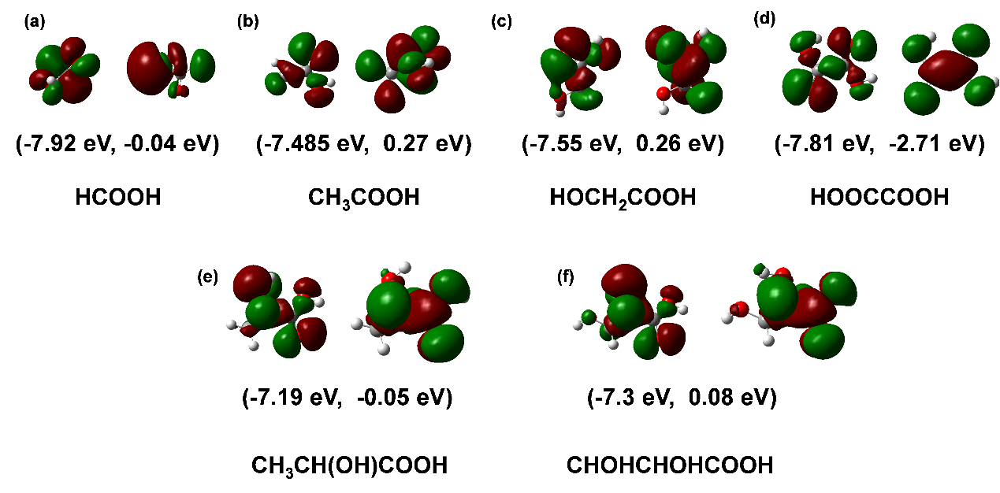 (a) (b) (c) (d)
(-7.92 eV, -0.04 eV) (-7.485 eV, 0.27 eV) (-7.55 eV, 0.26 eV) (-7.81 eV, -2.71 eV)
HCOOH CH₃COOH HOCH₂COOH HOOCCOOH
(e) (f)
(-7.19 eV, -0.05 eV) (-7.3 eV, 0.08 eV)
CH₃CH(OH)COOH CHOHCHOHCOOH